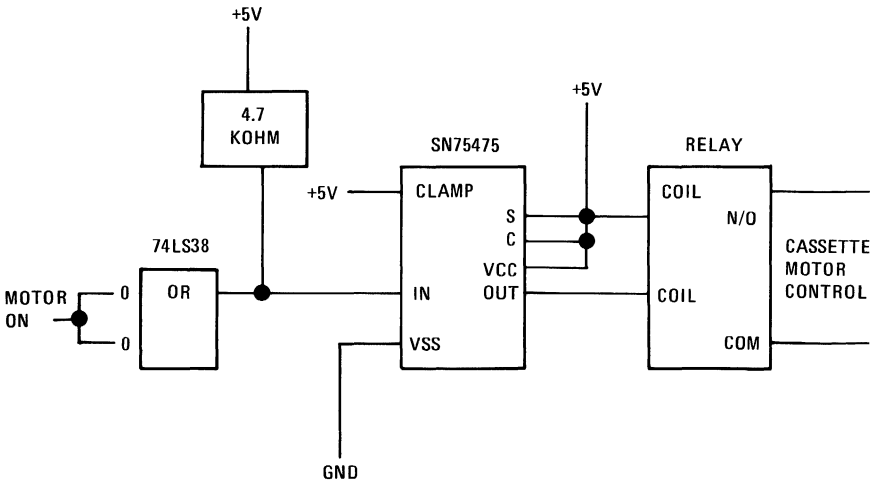 +5V
4.7
KOHM
+5V
SN75475
RELAY
+5V
CLAMP
S
C
VCC
OUT
IN
VSS
COIL
N/O
COIL
COM
CASSETTE
MOTOR
CONTROL
74LS38
OR
MOTOR
ON
0
0
GND